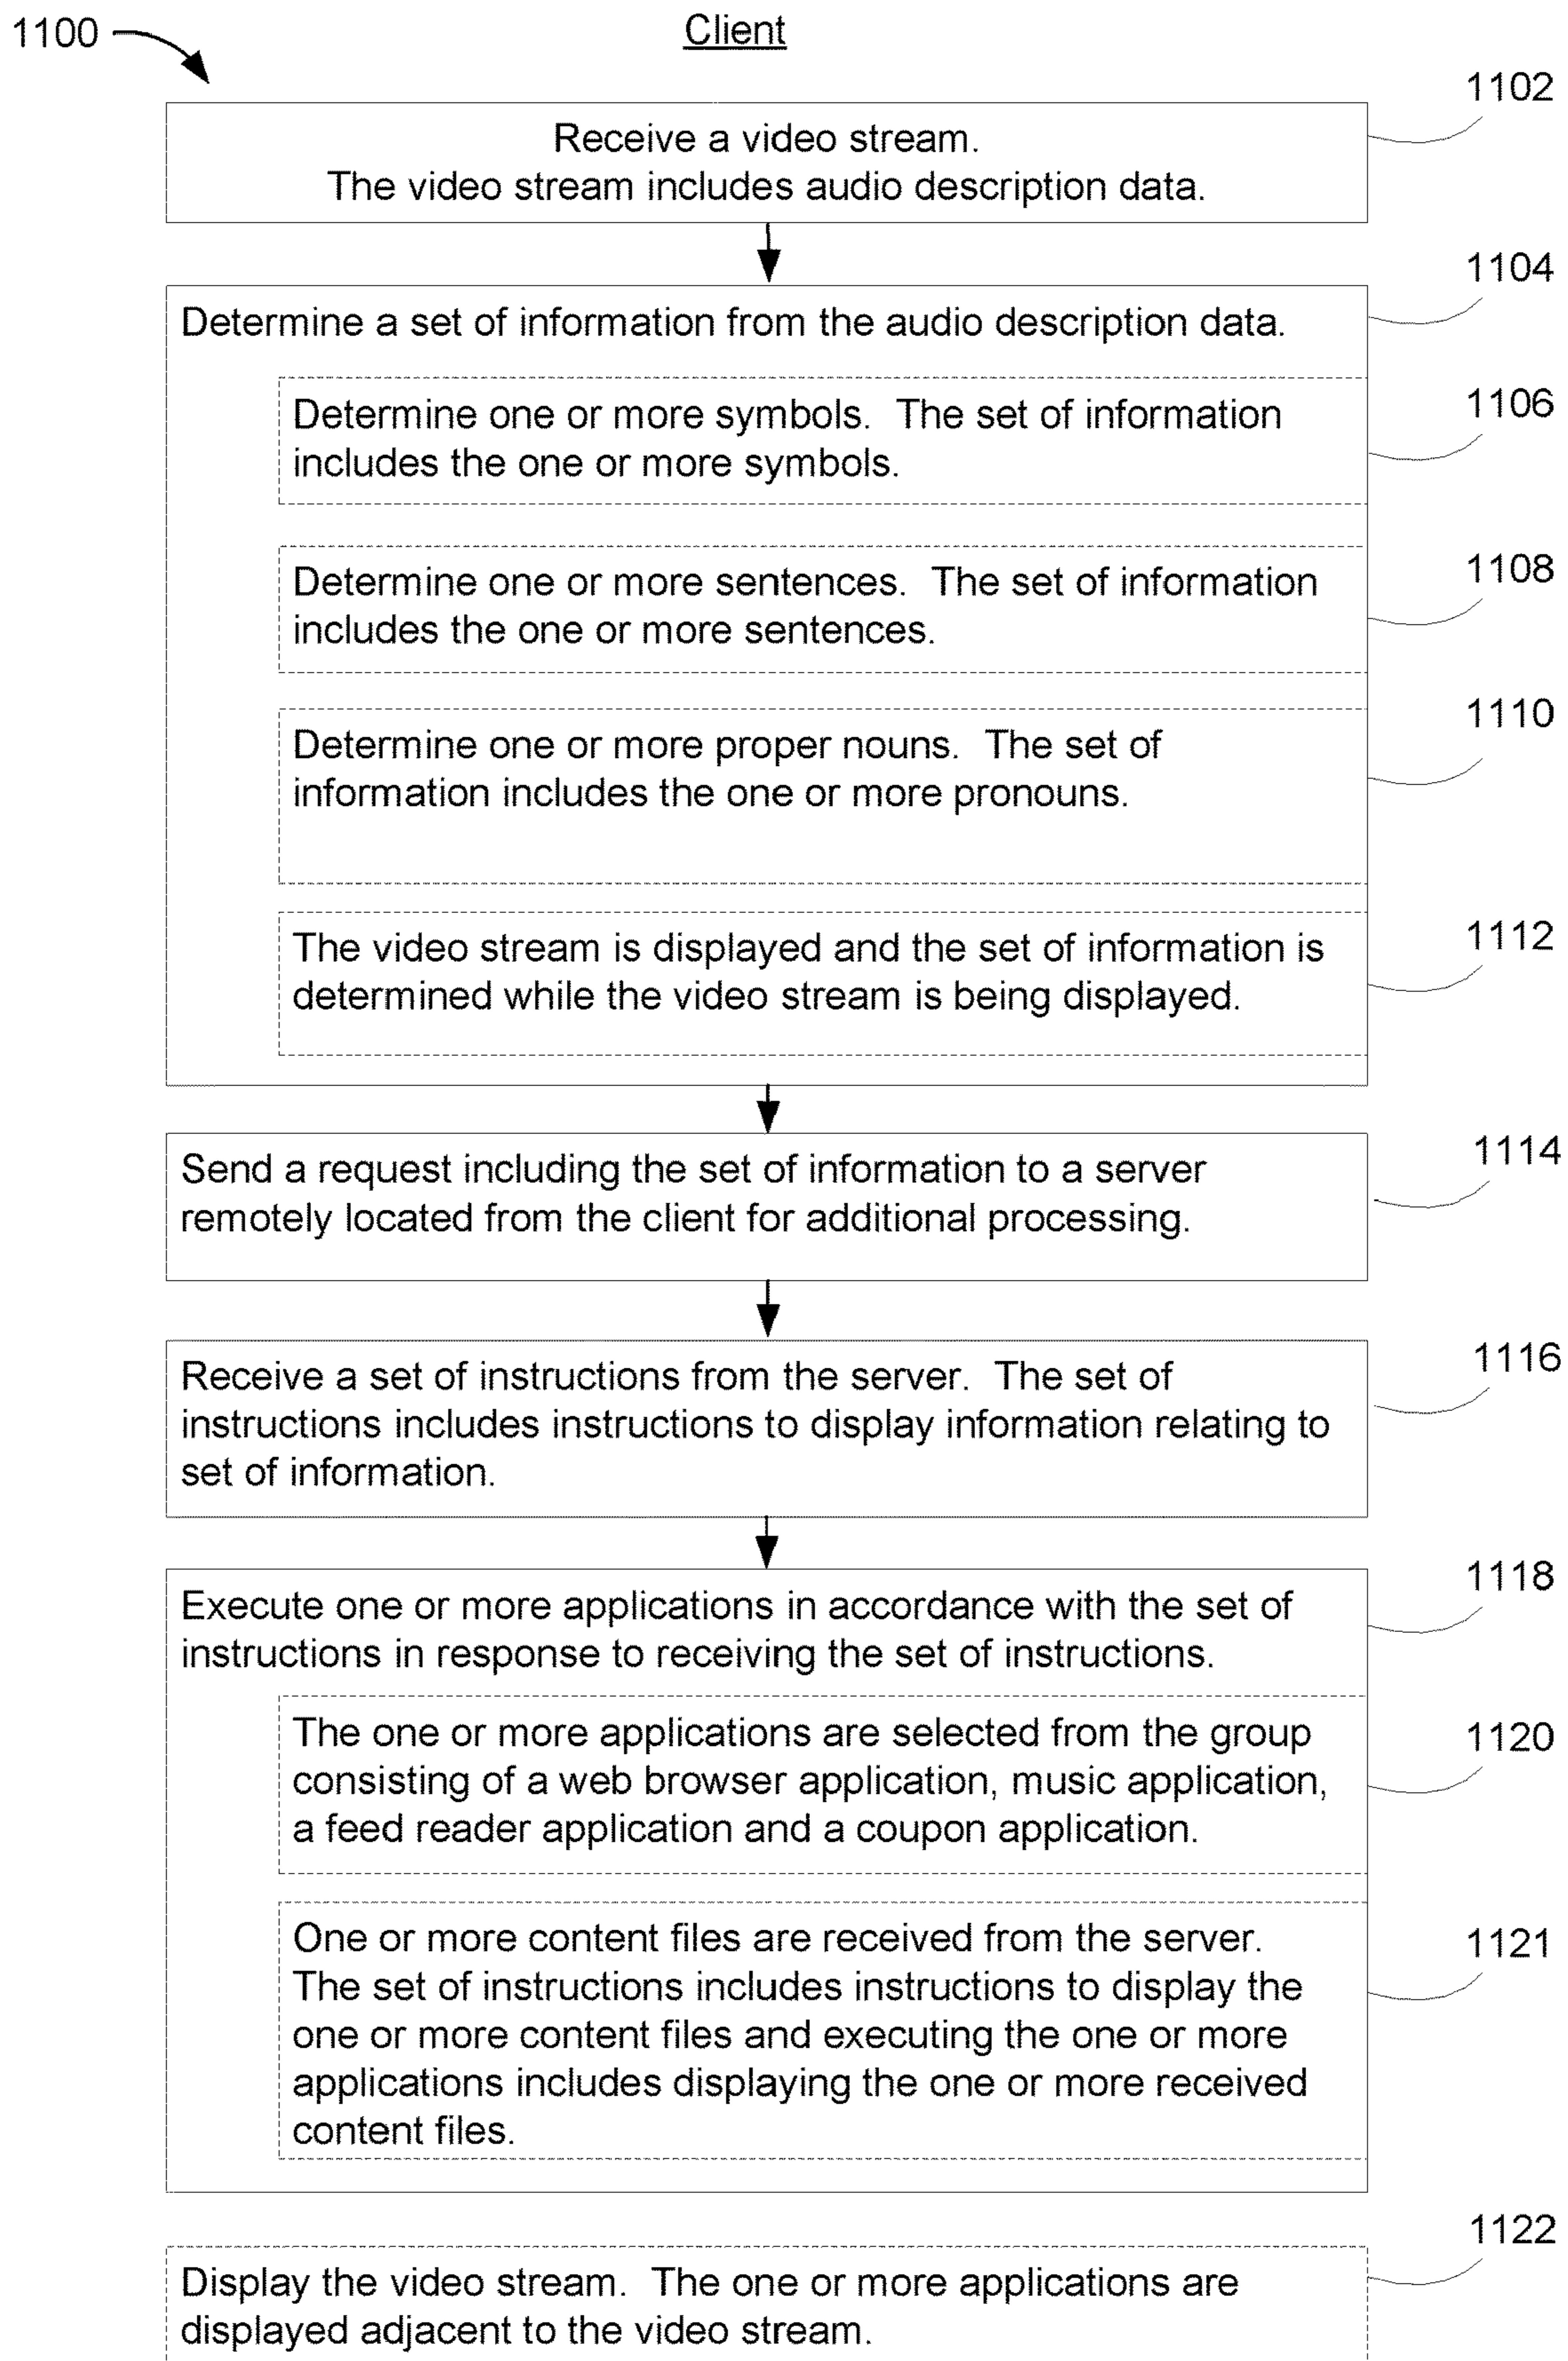 1100
Client
1102
Receive a video stream.
The video stream includes audio description data.
1104
Determine a set of information from the audio description data.
1106
Determine one or more symbols.  The set of information
includes the one or more symbols.
1108
Determine one or more sentences.  The set of information
includes the one or more sentences.
1110
Determine one or more proper nouns.  The set of
information includes the one or more pronouns.
1112
The video stream is displayed and the set of information is
determined while the video stream is being displayed.
1114
Send a request including the set of information to a server
remotely located from the client for additional processing.
1116
Receive a set of instructions from the server.  The set of
instructions includes instructions to display information relating to
set of information.
1118
Execute one or more applications in accordance with the set of
instructions in response to receiving the set of instructions.
1120
The one or more applications are selected from the group
consisting of a web browser application, music application,
a feed reader application and a coupon application.
1121
One or more content files are received from the server.
The set of instructions includes instructions to display the
one or more content files and executing the one or more
applications includes displaying the one or more received
content files.
1122
Display the video stream.  The one or more applications are
displayed adjacent to the video stream.